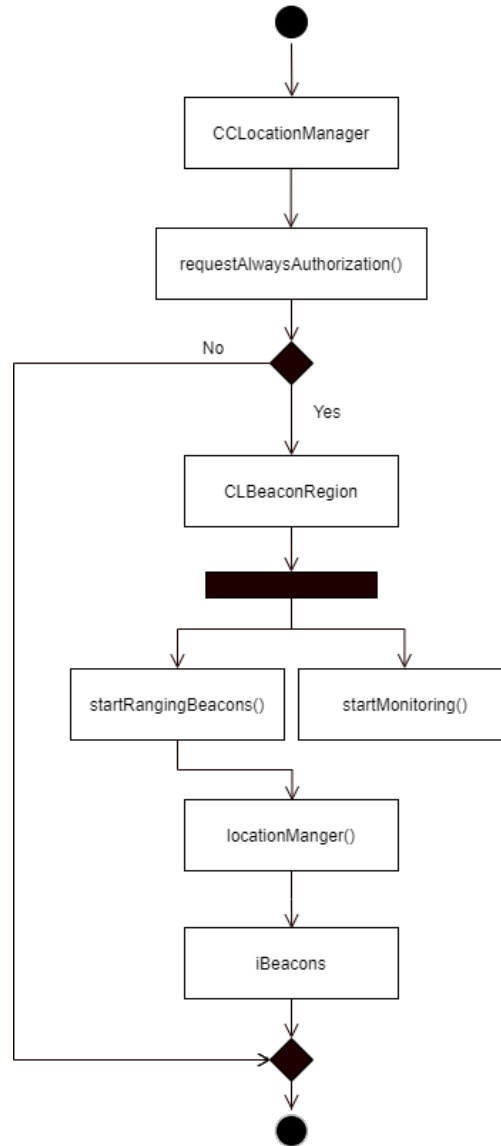 CCLocationManager
requestAlwaysAuthorization()
No
Yes
CLBeaconRegion
startRangingBeacons()
startMonitoring()
locationManger()
iBeacons